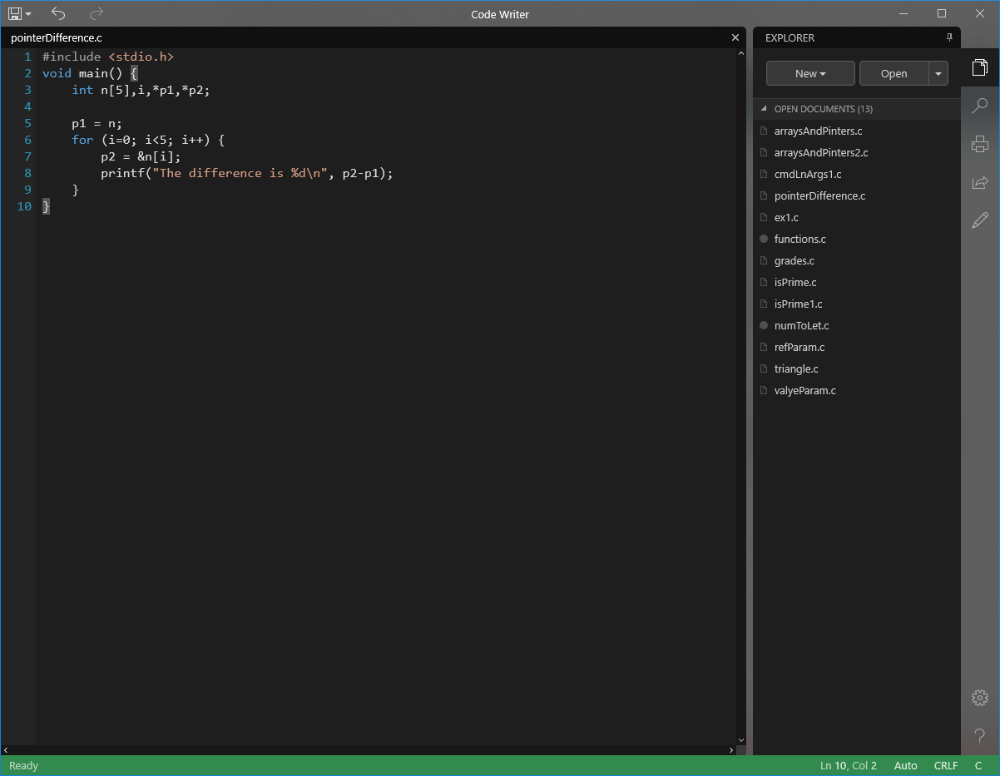 Code Writer
pointerDifference.c
1 #include <stdio.h>
2 void main() {
3     int n[5],i,*p1,*p2;
4
5     p1 = n;
6     for (i=0; i<5; i++) {
7         p2 = &n[i];
8         printf("The difference is %d\n", p2-p1);
9     }
10 }
EXPLORER
New
Open
OPEN DOCUMENTS (13)
arraysAndPinters.c
arraysAndPinters2.c
cmdLnArgs1.c
pointerDifference.c
ex1.c
functions.c
grades.c
isPrime.c
isPrime1.c
numToLet.c
refParam.c
triangle.c
valyeParam.c
Ready
Ln 10, Col 2
Auto
CRLF
C